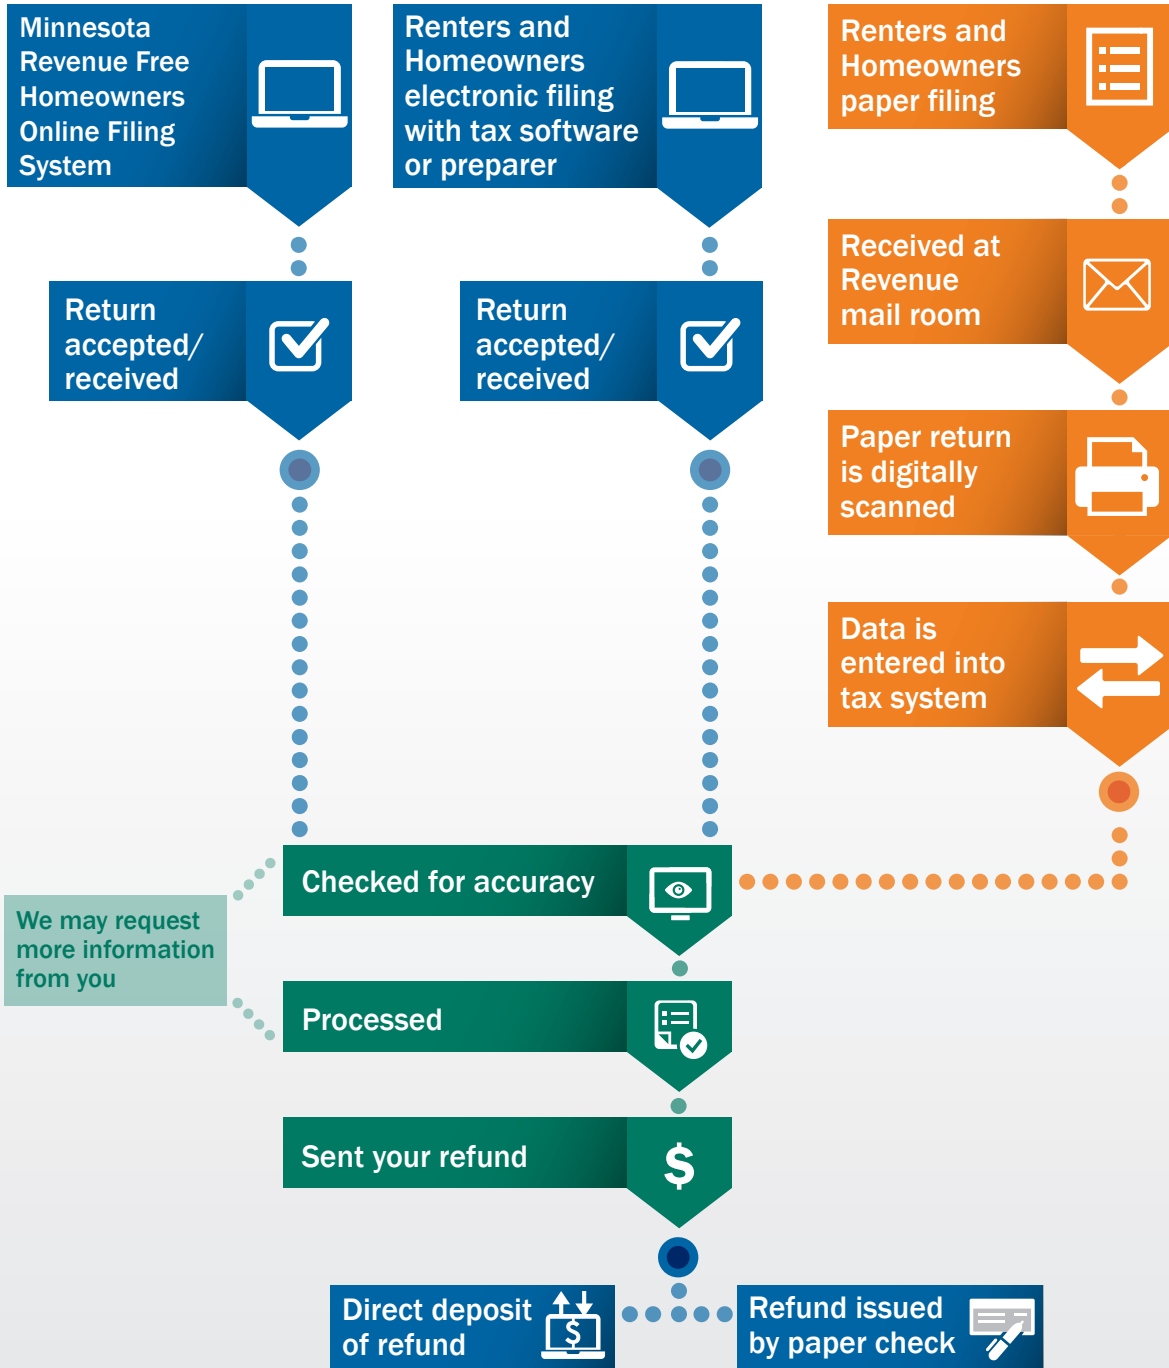 Minnesota
Revenue Free
Homeowners
Online Filing
System
Renters and
Homeowners
electronic filing
with tax software
or preparer
Renters and
Homeowners
paper filing
Return
accepted/
received
Return
accepted/
received
Received at
Revenue
mail room
Paper return
is digitally
scanned
Data is
entered into
tax system
Checked for accuracy
We may request
more information
from you
Processed
Sent your refund
$
Direct deposit
of refund
$
Refund issued
by paper check